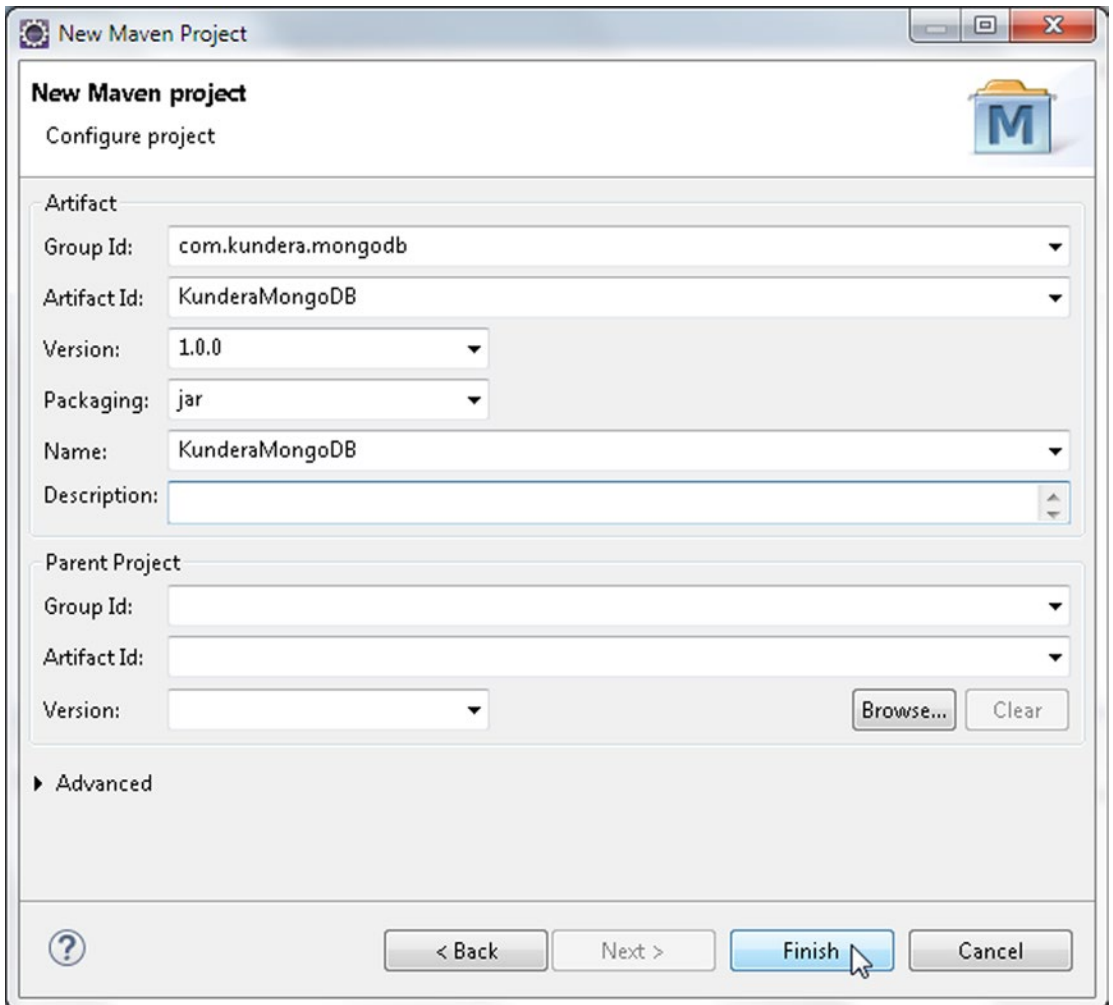 New Maven Project
New Maven project
Configure project
M
Artifact
Group Id: com.kundera.mongodb
Artifact Id: KunderaMongoDB
Version: 1.0.0
Packaging: jar
Name: KunderaMongoDB
Description:
Parent Project
Group Id:
Artifact Id:
Version: Browse... Clear
Advanced
? < Back Next > Finish Cancel